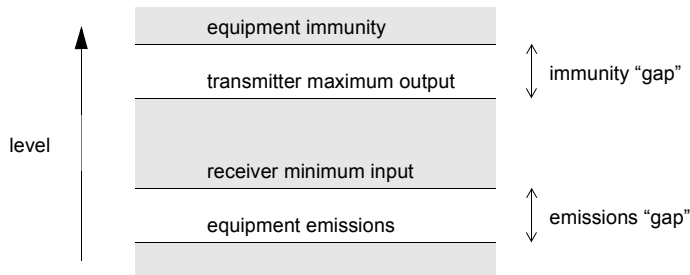 equipment immunity
transmitter maximum output
immunity “gap”
level
receiver minimum input
equipment emissions
emissions “gap”